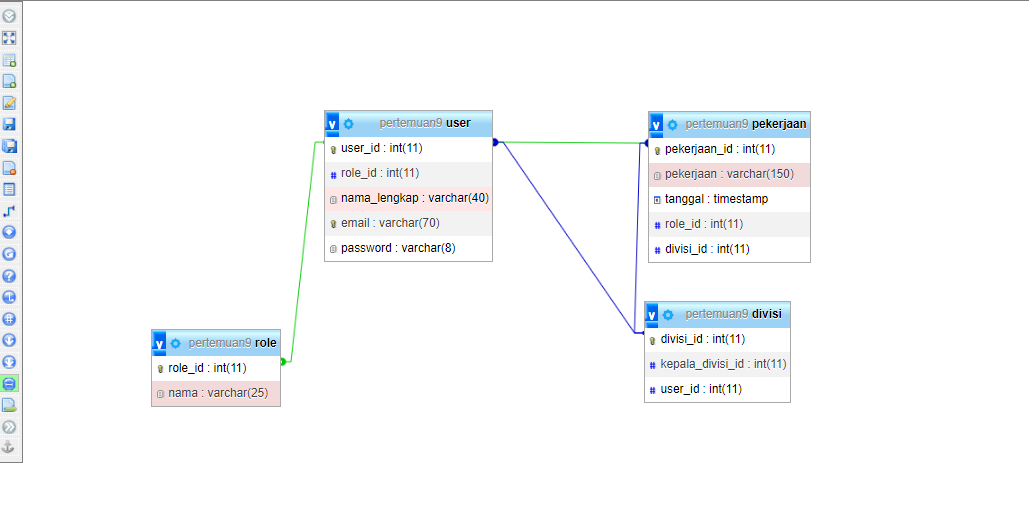 pertemuan9 user
user_id : int(11)
role_id : int(11)
nama_lengkap : varchar(40)
email : varchar(70)
password : varchar(8)
pertemuan9 pekerjaan
pekerjaan_id : int(11)
pekerjaan : varchar(150)
tanggal : timestamp
role_id : int(11)
divisi_id : int(11)
pertemuan9 role
role_id : int(11)
nama : varchar(25)
pertemuan9 divisi
divisi_id : int(11)
kepala_divisi_id : int(11)
user_id : int(11)